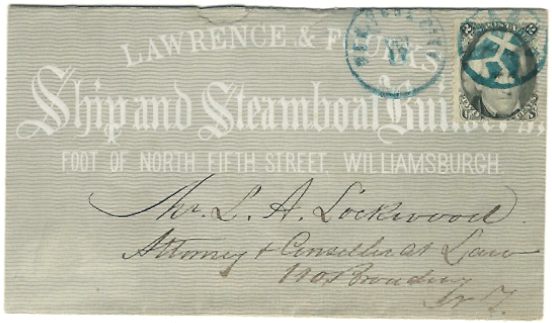 LAWRENCE & FOULKS
Ship and Steamboat Builders.
FOOT OF NORTH FIFTH STREET, WILLIAMSBURGH.
Mr. L. A. Lockwood
Attorney & Conseller at Law
110 Broadway
N. Y.